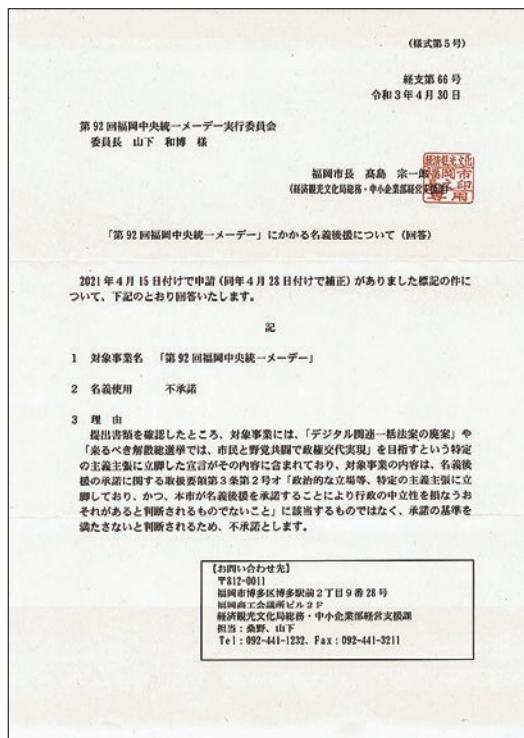 (様式第5号)
経支第66号
令和3年4月30日
第92回福岡中央統一メーデー実行委員会
委員長 山下 和博 様
福岡市長 髙島 宗一郎
(経済観光文化局総務・中小企業部経営支援課)
「第92回福岡中央統一メーデー」にかかる名義後援について(回答)
2021年4月15日付けで申請(同年4月28日付けで補正)がありました標記の件に
ついて、下記のとおり回答いたします。
記
1 対象事業名 「第92回福岡中央統一メーデー」
2 名義使用 不承諾
3 理 由
提出書類を確認したところ、対象事業には、「デジタル関連一括法案の廃案」や
「来るべき解散総選挙では、市民と野党共闘で政権交代実現」を目指すという特定
の主義主張に立脚した宣言がその内容に含まれており、対象事業の内容は、名義後
援の承諾に関する取扱要領第3条第2号オ「政治的な立場等、特定の主義主張に立
脚しており、かつ、本市が名義後援を承諾することにより行政の中立性を損なうお
それがあると判断されるものでないこと」に該当するものではなく、承諾の基準を
満たさないと判断されるため、不承諾とします。
【お問い合わせ先】
〒812-0011
福岡市博多区博多駅前2丁目9番28号
福岡商工会議所ビル2F
経済観光文化局総務・中小企業部経営支援課
担当:桑野、山下
Tel:092-441-1232、Fax:092-441-3211